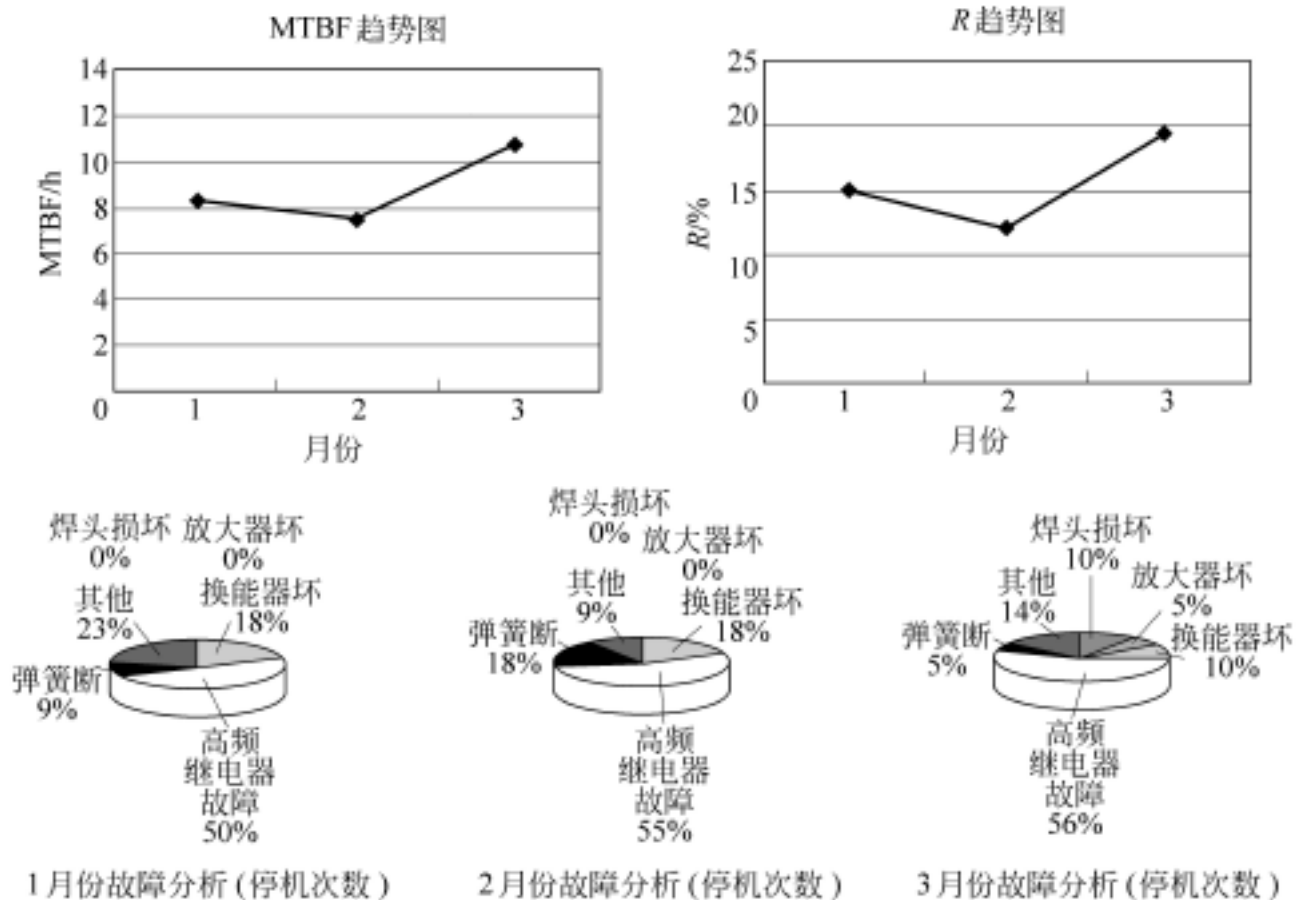 MTBF趋势图
14
12
10
8
6
4
2
0
MTBF/h
1
2
3
月份
R趋势图
25
20
15
10
5
0
R/%
1
2
3
月份
焊头损坏
0%
放大器坏
0%
其他
23%
换能器坏
18%
弹簧断
9%
高频
继电器
故障
50%
1月份故障分析(停机次数)
焊头损坏
0%
放大器坏
0%
其他
9%
换能器坏
18%
弹簧断
18%
高频
继电器
故障
55%
2月份故障分析(停机次数)
焊头损坏
10%
放大器坏
5%
其他
14%
换能器坏
10%
弹簧断
5%
高频
继电器
故障
56%
3月份故障分析(停机次数)